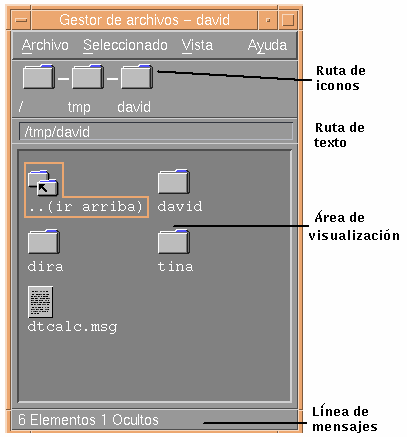 Gestor de archivos - david
Archivo Seleccionado Vista Ayuda
/ tmp david
/tmp/david
..(ir arriba) david
dira tina
dtcalc.msg
6 Elementos 1 Ocultos
Ruta de
iconos
Ruta de
texto
Área de
visualización
Línea de
mensajes